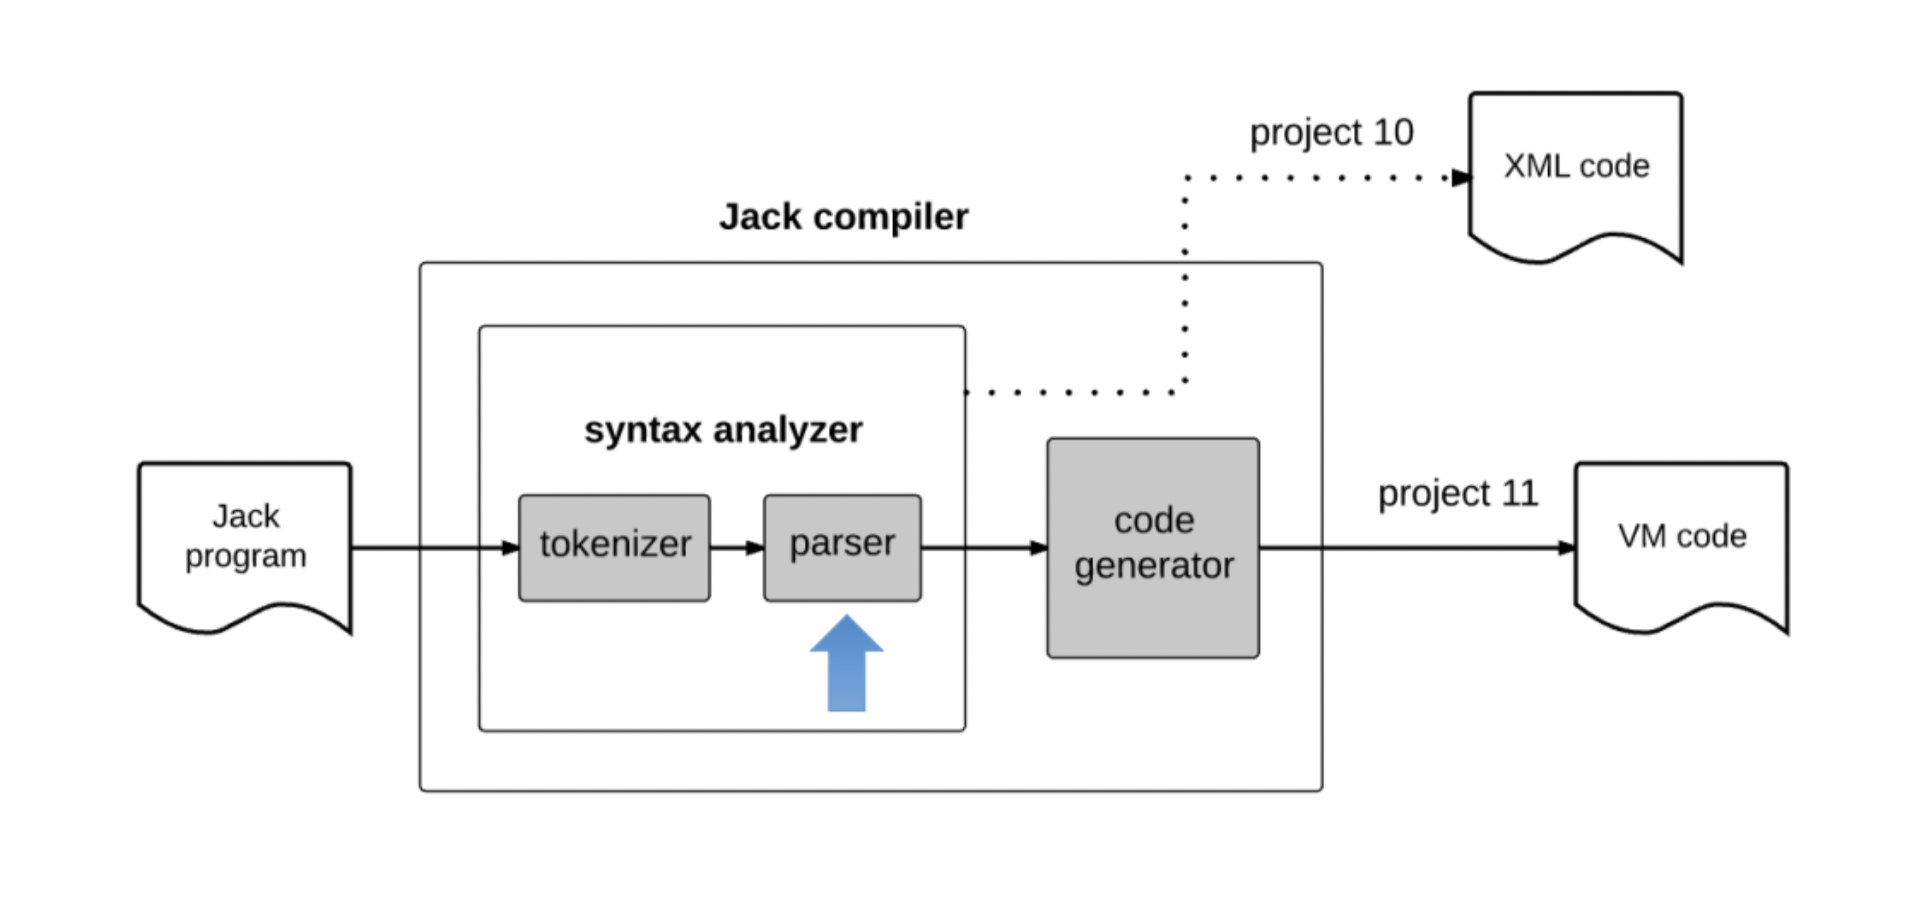 project 10
XML code
Jack compiler
syntax analyzer
Jack
program
tokenizer
parser
code
generator
project 11
VM code